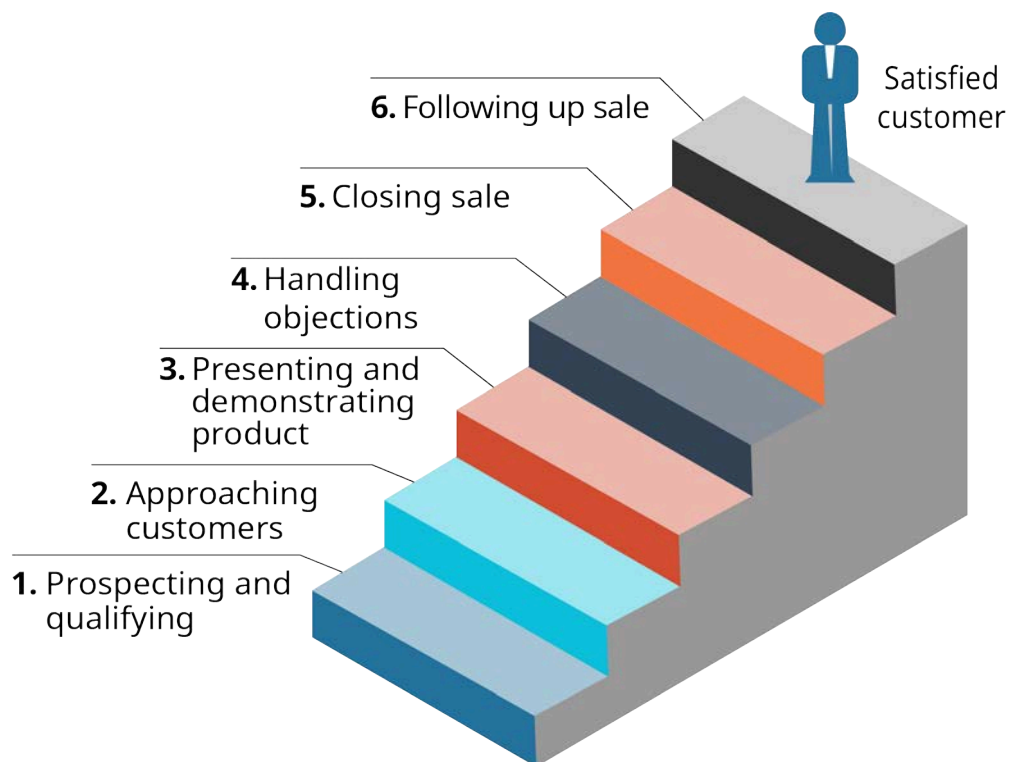 Satisfied
customer
6. Following up sale
5. Closing sale
4. Handling
objections
3. Presenting and
demonstrating
product
2. Approaching
customers
1. Prospecting and
qualifying